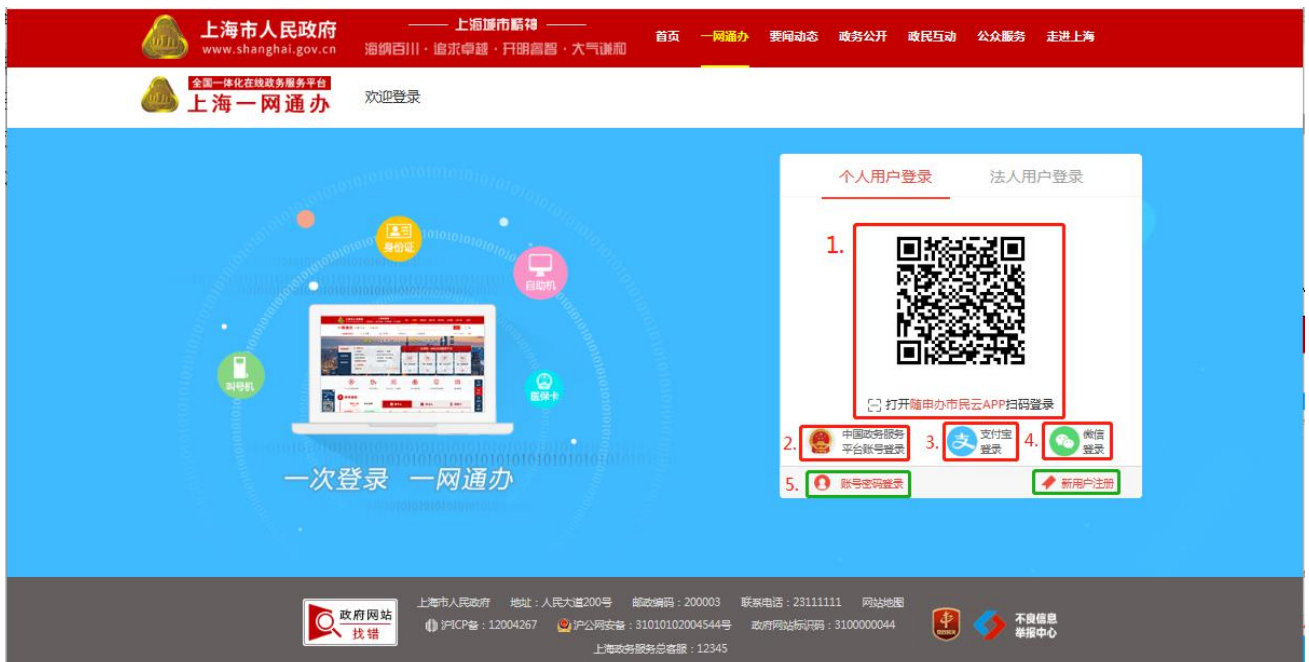 上海市人民政府
www.shanghai.gov.cn
上海城市精神
海纳百川・追求卓越・开明睿智・大气谦和
首页 一网通办 要闻动态 政务公开 政民互动 公众服务 走进上海
全国一体化在线政务服务平台
上海一网通办
欢迎登录
身份证
自助机
叫号机
医保卡
一次登录 一网通办
个人用户登录 法人用户登录
1.
打开随申办市民云APP扫码登录
2. 中国政务服务
平台账号登录
3. 支付宝
登录
4. 微信
登录
5. 账号密码登录 新用户注册
政府网站
找错
上海市人民政府 地址：人民大道200号 邮政编码：200003 联系电话：23111111 网站地图
沪ICP备：12004267 沪公网安备：31010102004544号 政府网站标识码：3100000044
上海政务服务总客服：12345
不良信息
举报中心